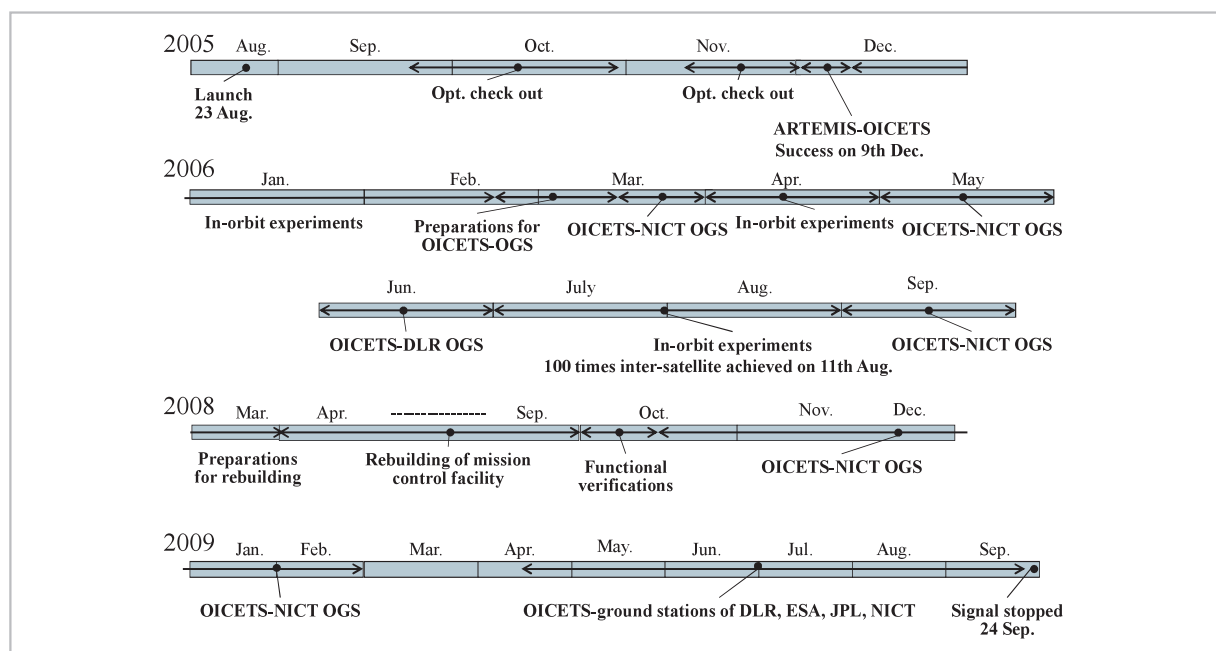 2005
Aug. Sep. Oct. Nov. Dec.
Launch
23 Aug.
Opt. check out
Opt. check out
ARTEMIS-OICETS
Success on 9th Dec.
2006
Jan. Feb. Mar. Apr. May
In-orbit experiments
Preparations for
OICETS-OGS
OICETS-NICT OGS
In-orbit experiments
OICETS-NICT OGS
Jun. July Aug. Sep.
OICETS-DLR OGS
In-orbit experiments
100 times inter-satellite achieved on 11th Aug.
OICETS-NICT OGS
2008
Mar. Apr. ---------------- Sep. Oct. Nov. Dec.
Preparations
for rebuilding
Rebuilding of mission
control facility
Functional
verifications
OICETS-NICT OGS
2009
Jan. Feb. Mar. Apr. May. Jun. Jul. Aug. Sep.
OICETS-NICT OGS
OICETS-ground stations of DLR, ESA, JPL, NICT
Signal stopped
24 Sep.